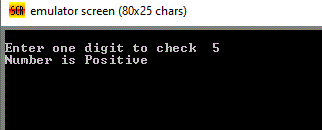 emulator screen (80x25 chars)
Enter one digit to check  5
Number is Positive